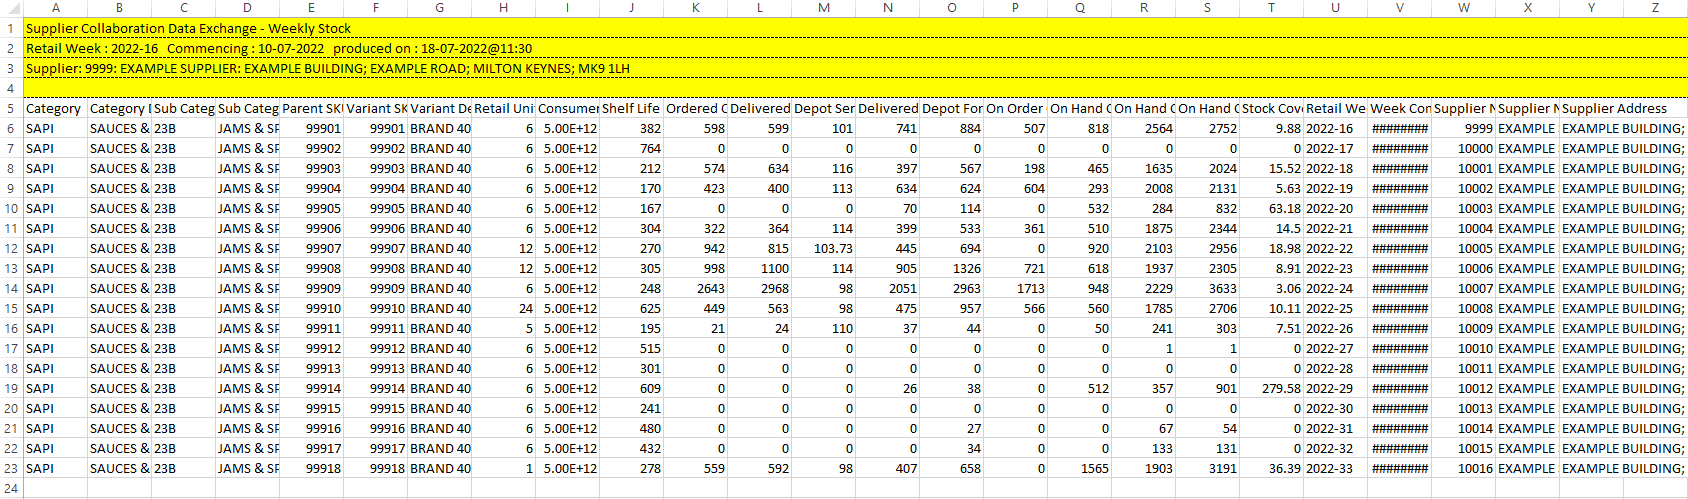 A B C D E F G H I J K L M N O P Q R S T U V W X Y Z
1 Supplier Collaboration Data Exchange - Weekly Stock
2 Retail Week : 2022-16 Commencing : 10-07-2022 produced on : 18-07-2022@11:30
3 Supplier: 9999: EXAMPLE SUPPLIER: EXAMPLE BUILDING; EXAMPLE ROAD; MILTON KEYNES; MK9 1LH
4
5 Category Category Sub Categ Sub Categ Parent SK Variant SK Variant De Retail Uni Consumer Shelf Life Ordered C Delivered Depot Ser Delivered Depot For On Order On Hand On Hand On Hand Stock Cov Retail We Week Con Supplier N Supplier N Supplier Address
6 SAPI SAUCES & 23B JAMS & SP 99901 99901 BRAND 40 6 5.00E+12 382 598 599 101 741 884 507 818 2564 2752 9.88 2022-16 ######## 9999 EXAMPLE EXAMPLE BUILDING;
7 SAPI SAUCES & 23B JAMS & SP 99902 99902 BRAND 40 6 5.00E+12 764 0 0 0 0 0 0 0 0 0 0 2022-17 ######## 10000 EXAMPLE EXAMPLE BUILDING;
8 SAPI SAUCES & 23B JAMS & SP 99903 99903 BRAND 40 6 5.00E+12 212 574 634 116 397 567 198 465 1635 2024 15.52 2022-18 ######## 10001 EXAMPLE EXAMPLE BUILDING;
9 SAPI SAUCES & 23B JAMS & SP 99904 99904 BRAND 40 6 5.00E+12 170 423 400 113 634 624 604 293 2008 2131 5.63 2022-19 ######## 10002 EXAMPLE EXAMPLE BUILDING;
10 SAPI SAUCES & 23B JAMS & SP 99905 99905 BRAND 40 6 5.00E+12 167 0 0 0 70 114 0 532 284 832 63.18 2022-20 ######## 10003 EXAMPLE EXAMPLE BUILDING;
11 SAPI SAUCES & 23B JAMS & SP 99906 99906 BRAND 40 6 5.00E+12 304 322 364 114 399 533 361 510 1875 2344 14.5 2022-21 ######## 10004 EXAMPLE EXAMPLE BUILDING;
12 SAPI SAUCES & 23B JAMS & SP 99907 99907 BRAND 40 12 5.00E+12 270 942 815 103.73 445 694 0 920 2103 2956 18.98 2022-22 ######## 10005 EXAMPLE EXAMPLE BUILDING;
13 SAPI SAUCES & 23B JAMS & SP 99908 99908 BRAND 40 12 5.00E+12 305 998 1100 114 905 1326 721 618 1937 2305 8.91 2022-23 ######## 10006 EXAMPLE EXAMPLE BUILDING;
14 SAPI SAUCES & 23B JAMS & SP 99909 99909 BRAND 40 12 5.00E+12 248 2643 2968 98 2051 2963 1713 948 2229 3633 3.06 2022-24 ######## 10007 EXAMPLE EXAMPLE BUILDING;
15 SAPI SAUCES & 23B JAMS & SP 99910 99910 BRAND 40 24 5.00E+12 625 449 563 98 475 957 566 560 1785 2706 10.11 2022-25 ######## 10008 EXAMPLE EXAMPLE BUILDING;
16 SAPI SAUCES & 23B JAMS & SP 99911 99911 BRAND 40 5 5.00E+12 195 21 24 110 37 44 0 50 241 303 7.51 2022-26 ######## 10009 EXAMPLE EXAMPLE BUILDING;
17 SAPI SAUCES & 23B JAMS & SP 99912 99912 BRAND 40 6 5.00E+12 515 0 0 0 0 0 0 0 1 1 0 2022-27 ######## 10010 EXAMPLE EXAMPLE BUILDING;
18 SAPI SAUCES & 23B JAMS & SP 99913 99913 BRAND 40 6 5.00E+12 301 0 0 0 0 0 0 0 0 0 0 2022-28 ######## 10011 EXAMPLE EXAMPLE BUILDING;
19 SAPI SAUCES & 23B JAMS & SP 99914 99914 BRAND 40 6 5.00E+12 609 0 0 0 26 38 0 512 357 901 279.58 2022-29 ######## 10012 EXAMPLE EXAMPLE BUILDING;
20 SAPI SAUCES & 23B JAMS & SP 99915 99915 BRAND 40 6 5.00E+12 241 0 0 0 0 0 0 0 0 0 0 2022-30 ######## 10013 EXAMPLE EXAMPLE BUILDING;
21 SAPI SAUCES & 23B JAMS & SP 99916 99916 BRAND 40 6 5.00E+12 480 0 0 0 0 27 0 0 67 54 0 2022-31 ######## 10014 EXAMPLE EXAMPLE BUILDING;
22 SAPI SAUCES & 23B JAMS & SP 99917 99917 BRAND 40 6 5.00E+12 432 0 0 0 0 34 0 0 133 131 0 2022-32 ######## 10015 EXAMPLE EXAMPLE BUILDING;
23 SAPI SAUCES & 23B JAMS & SP 99918 99918 BRAND 40 1 5.00E+12 278 559 592 98 407 658 0 1565 1903 3191 36.39 2022-33 ######## 10016 EXAMPLE EXAMPLE BUILDING;
24